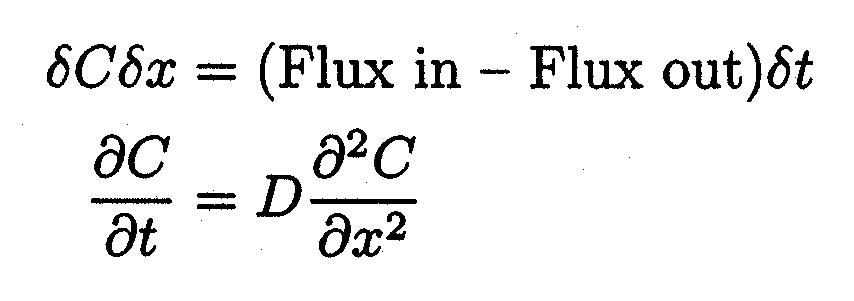 δCδx = (Flux in – Flux out)δt
∂C/∂t = D ∂²C/∂x²